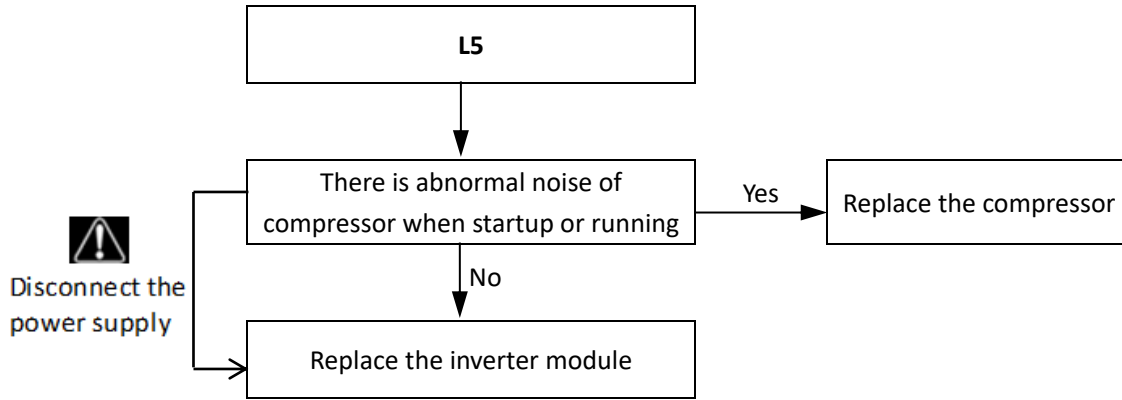 L5
There is abnormal noise of
compressor when startup or running
Yes
Replace the compressor
No
Disconnect the
power supply
Replace the inverter module